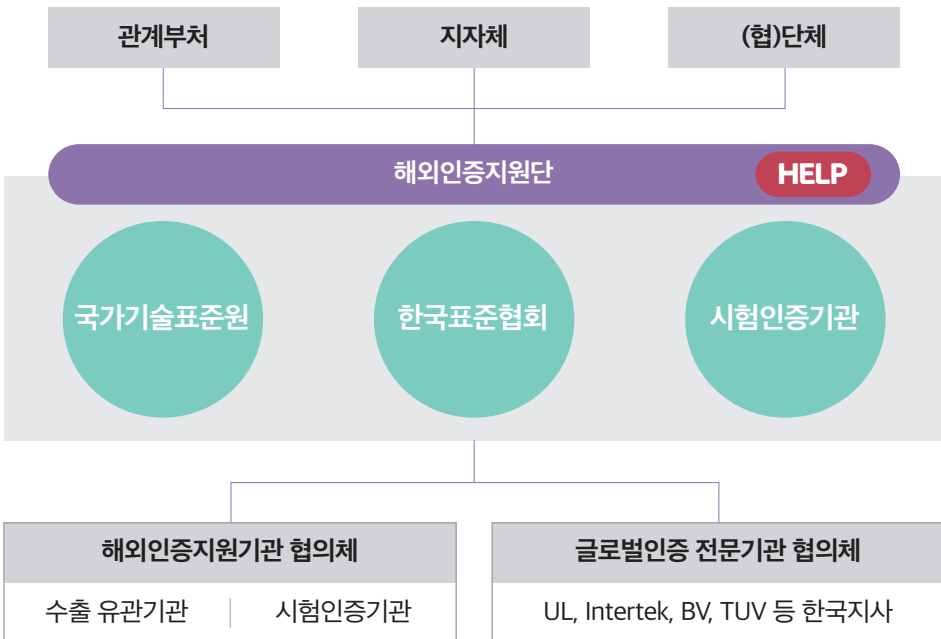 관계부처
지자체
(협)단체
해외인증지원단
HELP
국가기술표준원
한국표준협회
시험인증기관
해외인증지원기관 협의체
수출 유관기관
시험인증기관
글로벌인증 전문기관 협의체
UL, Intertek, BV, TUV 등 한국지사